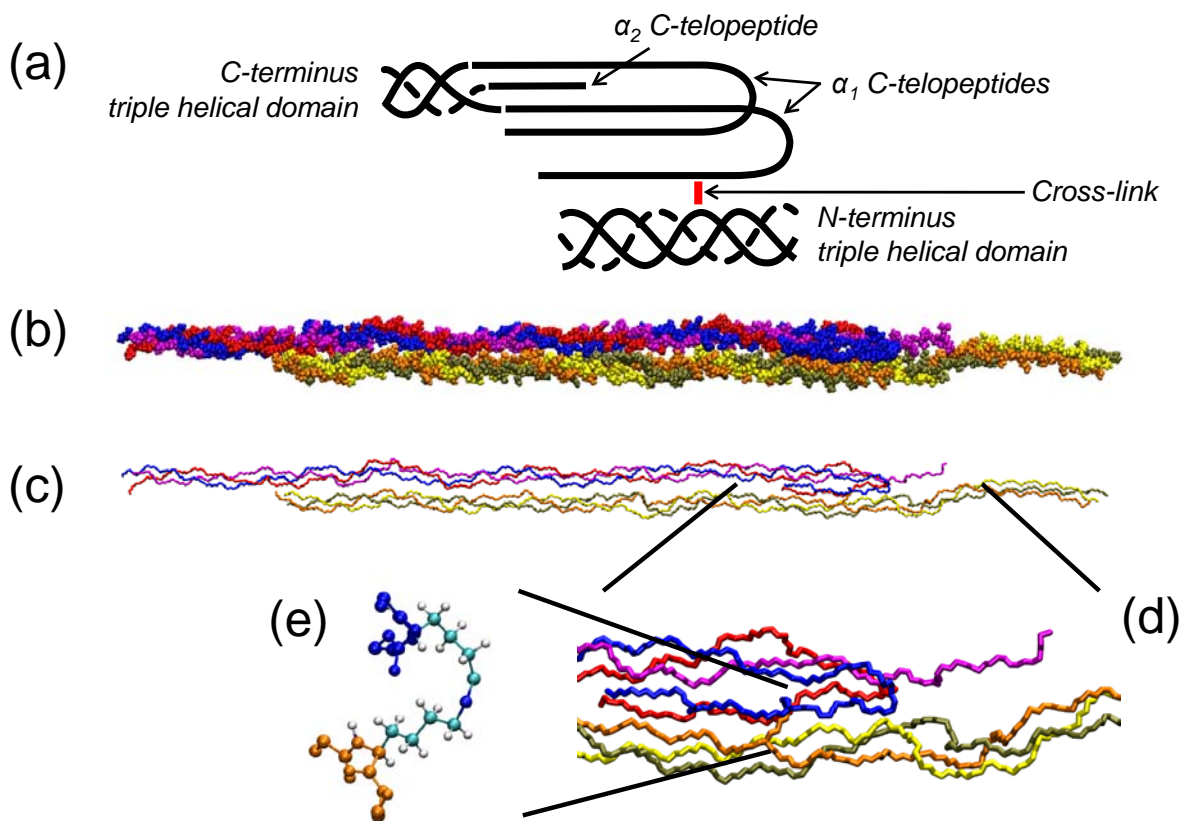 (a)
α2 C-telopeptide
C-terminus
triple helical domain
α1 C-telopeptides
Cross-link
N-terminus
triple helical domain
(b)
(c)
(e)
(d)